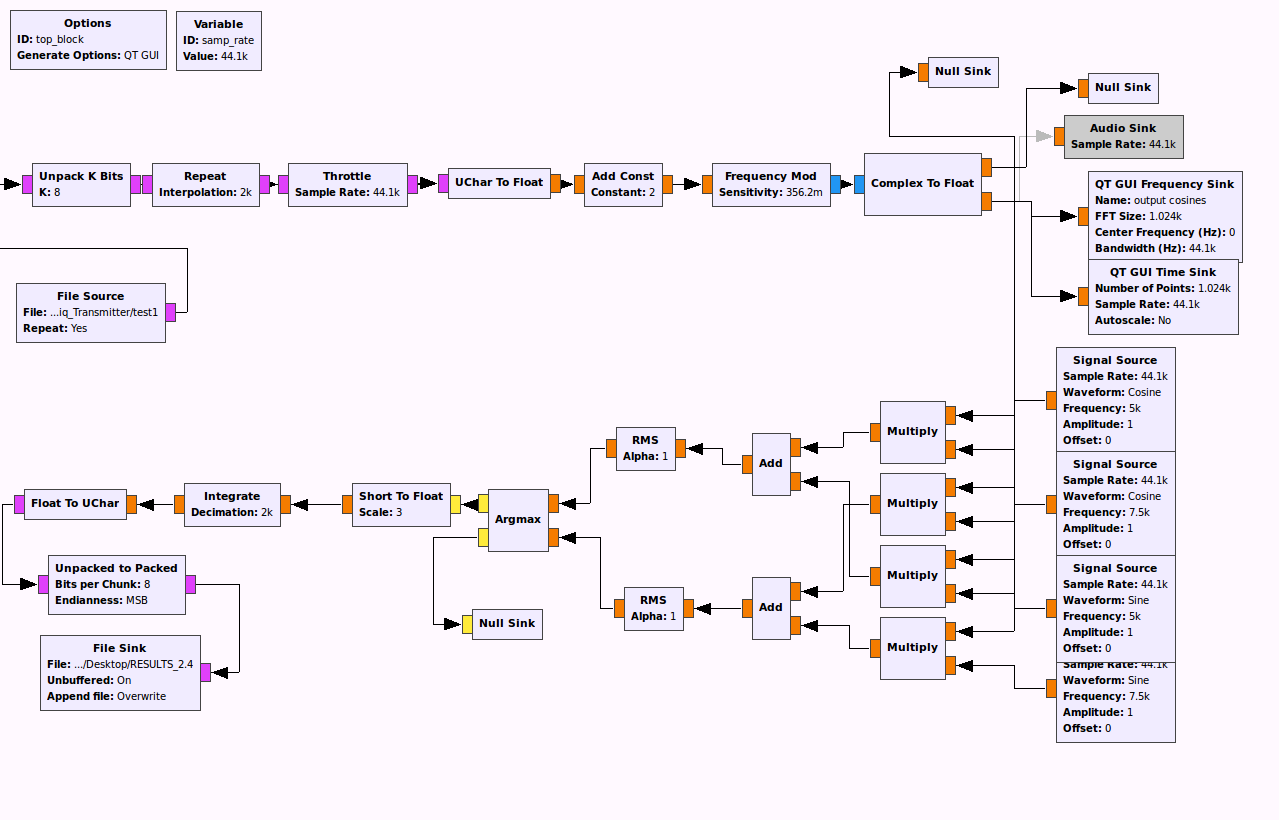 Options
ID: top_block
Generate Options: QT GUI
Variable
ID: samp_rate
Value: 44.1k
Null Sink
Null Sink
Audio Sink
Sample Rate: 44.1k
Unpack K Bits
K: 8
Repeat
Interpolation: 2k
Throttle
Sample Rate: 44.1k
UChar To Float
Add Const
Constant: 2
Frequency Mod
Sensitivity: 356.2m
Complex To Float
QT GUI Frequency Sink
Name: output cosines
FFT Size: 1.024k
Center Frequency (Hz): 0
Bandwidth (Hz): 44.1k
QT GUI Time Sink
Number of Points: 1.024k
Sample Rate: 44.1k
Autoscale: No
File Source
File: ...iq_Transmitter/test1
Repeat: Yes
Signal Source
Sample Rate: 44.1k
Waveform: Cosine
Frequency: 5k
Amplitude: 1
Offset: 0
Signal Source
Sample Rate: 44.1k
Waveform: Cosine
Frequency: 7.5k
Amplitude: 1
Offset: 0
Signal Source
Sample Rate: 44.1k
Waveform: Sine
Frequency: 5k
Amplitude: 1
Offset: 0
Sample Rate: 44.1k
Waveform: Sine
Frequency: 7.5k
Amplitude: 1
Offset: 0
Multiply
Multiply
Multiply
Multiply
Add
Add
RMS
Alpha: 1
RMS
Alpha: 1
Argmax
Short To Float
Scale: 3
Integrate
Decimation: 2k
Float To UChar
Null Sink
Unpacked to Packed
Bits per Chunk: 8
Endianness: MSB
File Sink
File: .../Desktop/RESULTS_2.4
Unbuffered: On
Append file: Overwrite